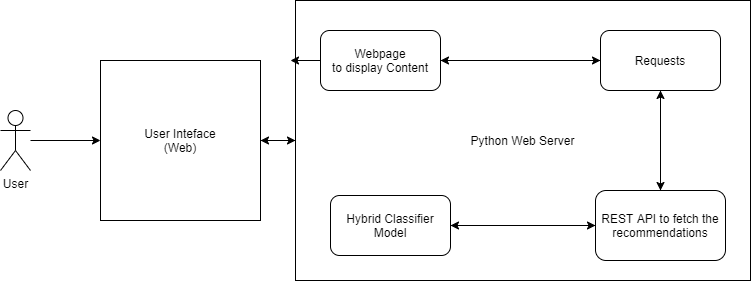 Webpage
to display Content
Requests
User Inteface
(Web)
Python Web Server
User
Hybrid Classifier
Model
REST API to fetch the
recommendations